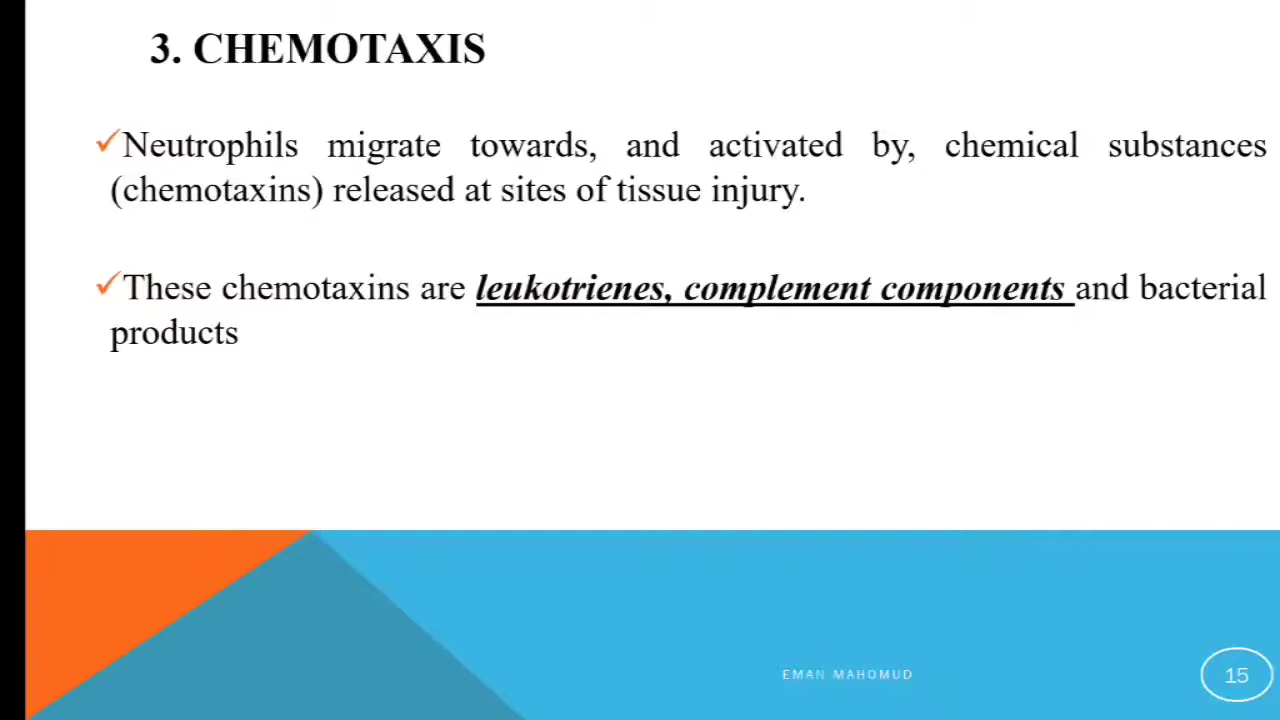 3. CHEMOTAXIS
✓Neutrophils migrate towards, and activated by, chemical substances
(chemotaxins) released at sites of tissue injury.
✓These chemotaxins are leukotrienes, complement components and bacterial
products
EMAN MAHOMUD
15